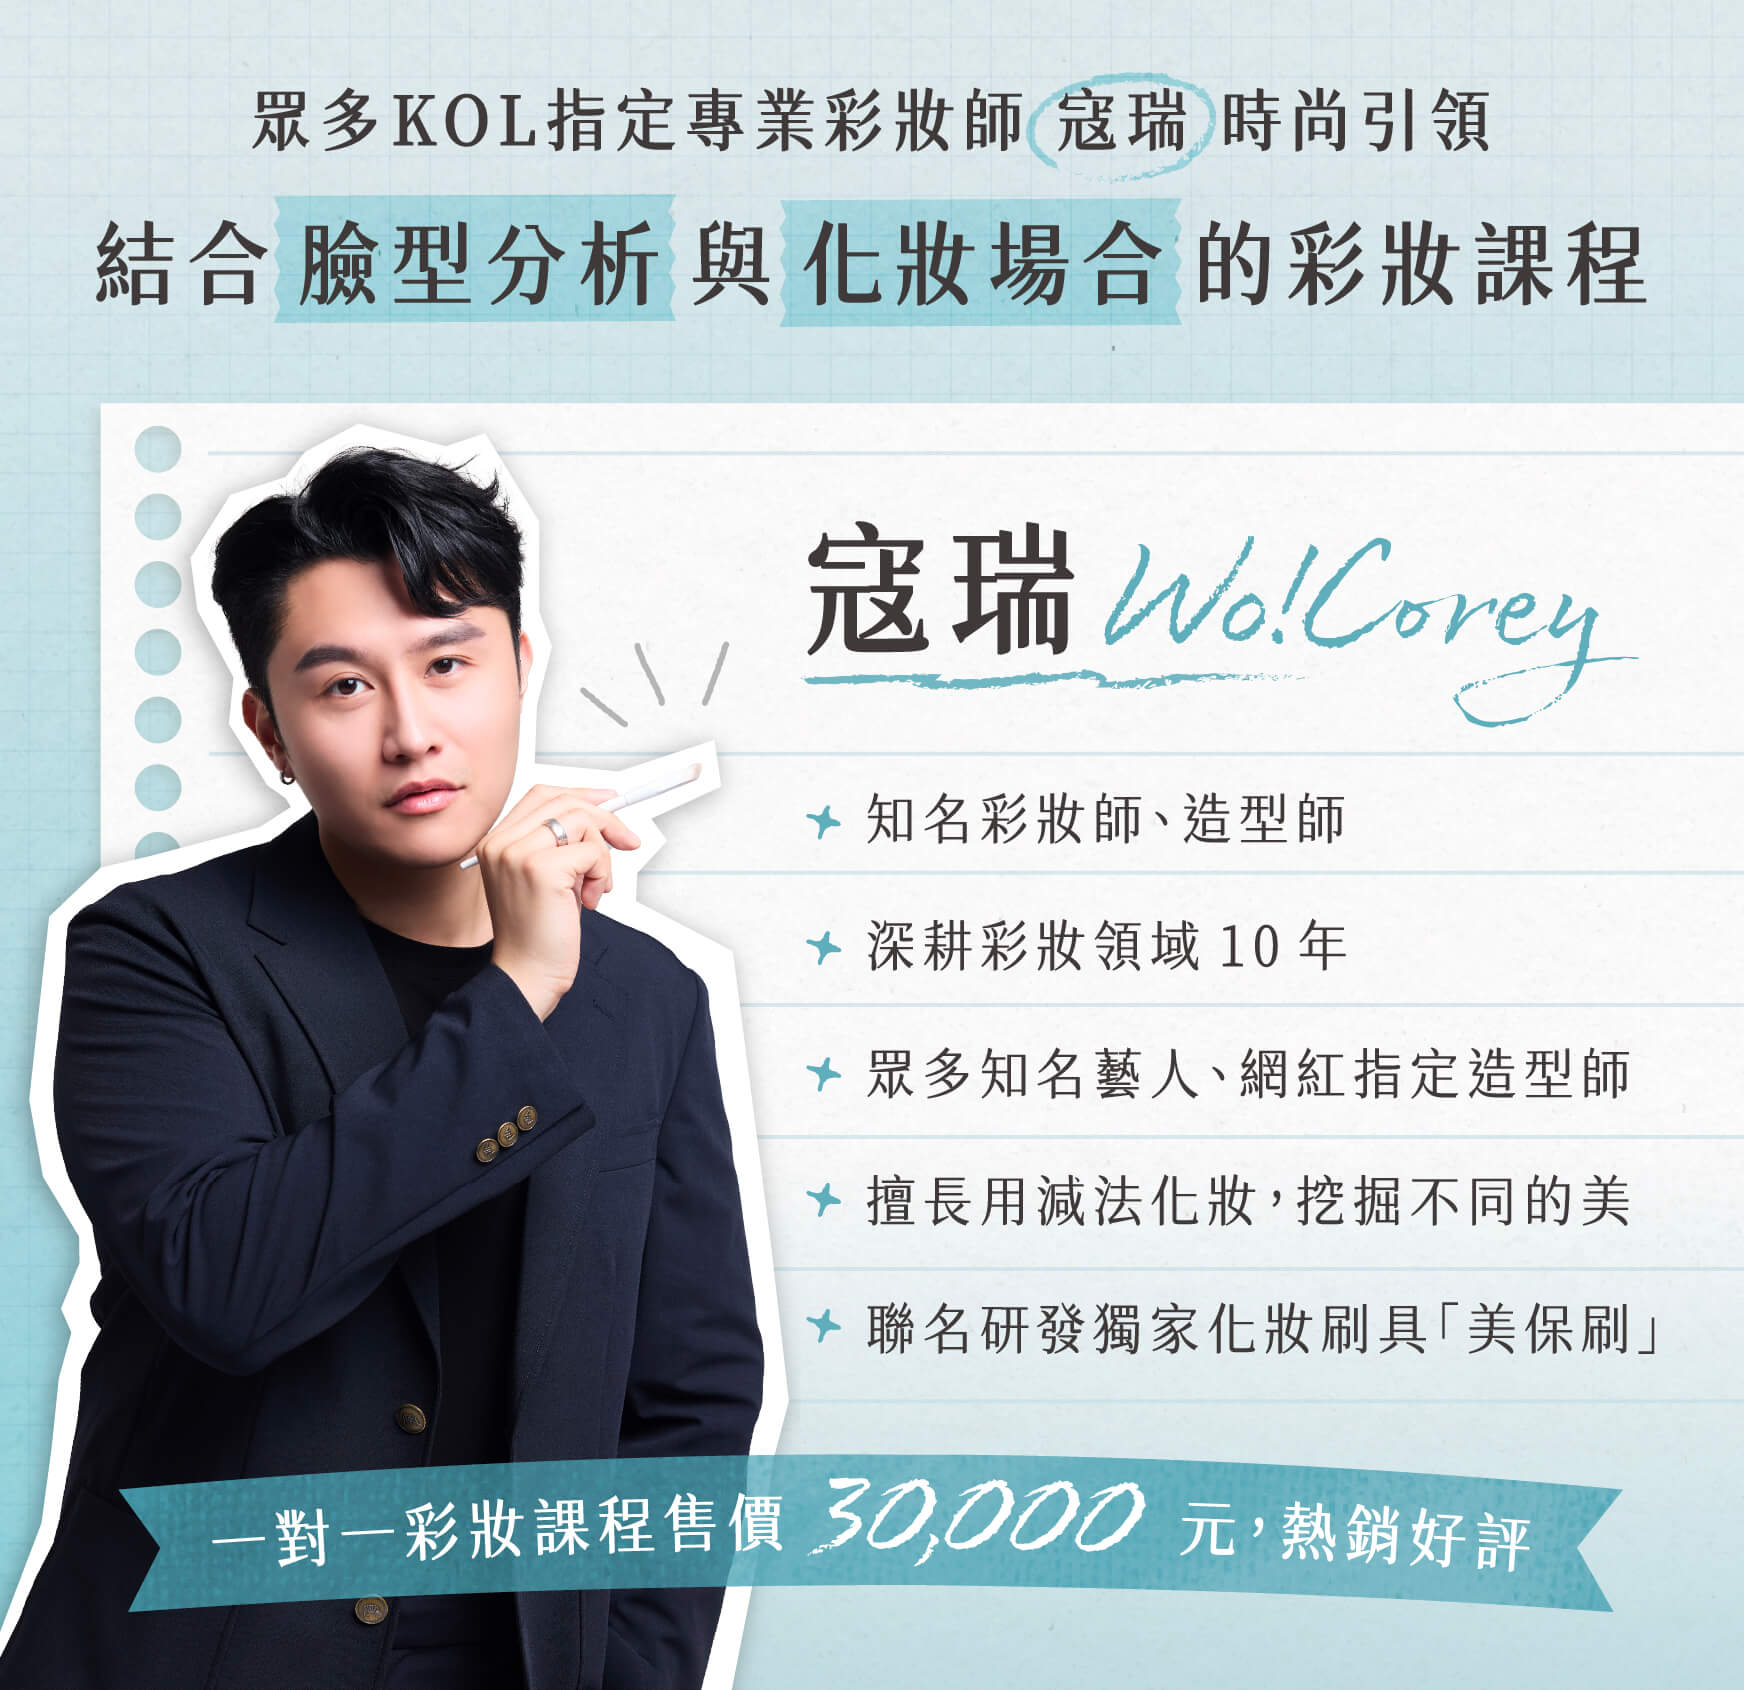 眾多KOL指定專業彩妝師 寇瑞 時尚引領
結合 臉型分析 與 化妝場合 的彩妝課程
寇瑞 Wo!Corey
知名彩妝師、造型師
深耕彩妝領域 10 年
眾多知名藝人、網紅指定造型師
擅長用減法化妝，挖掘不同的美
聯名研發獨家化妝刷具「美保刷」
一對一彩妝課程售價 30,000 元，熱銷好評